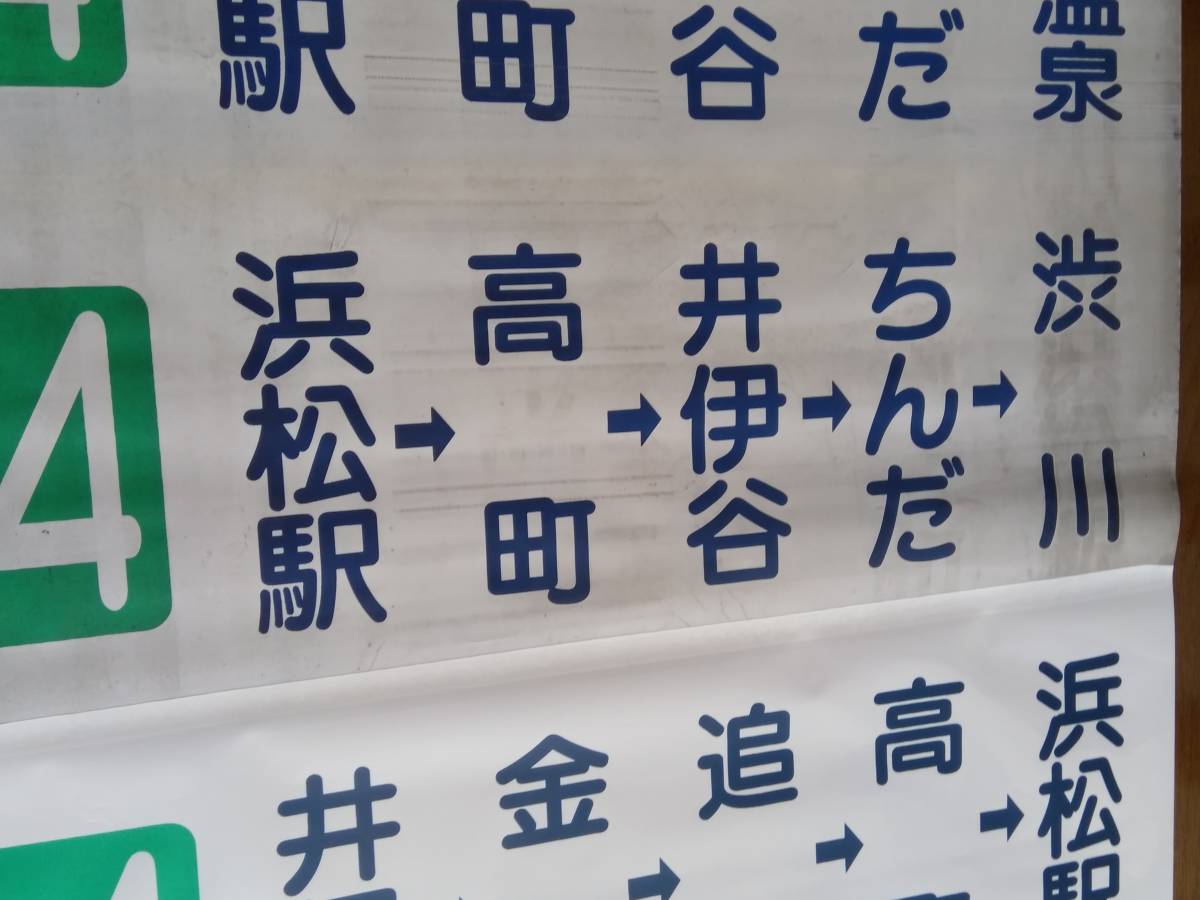 駅 町 谷 だ 温泉
4 浜松駅 → 高町 → 井伊谷 → ちんだ → 渋川
井 金 追 → 高 → 浜松駅